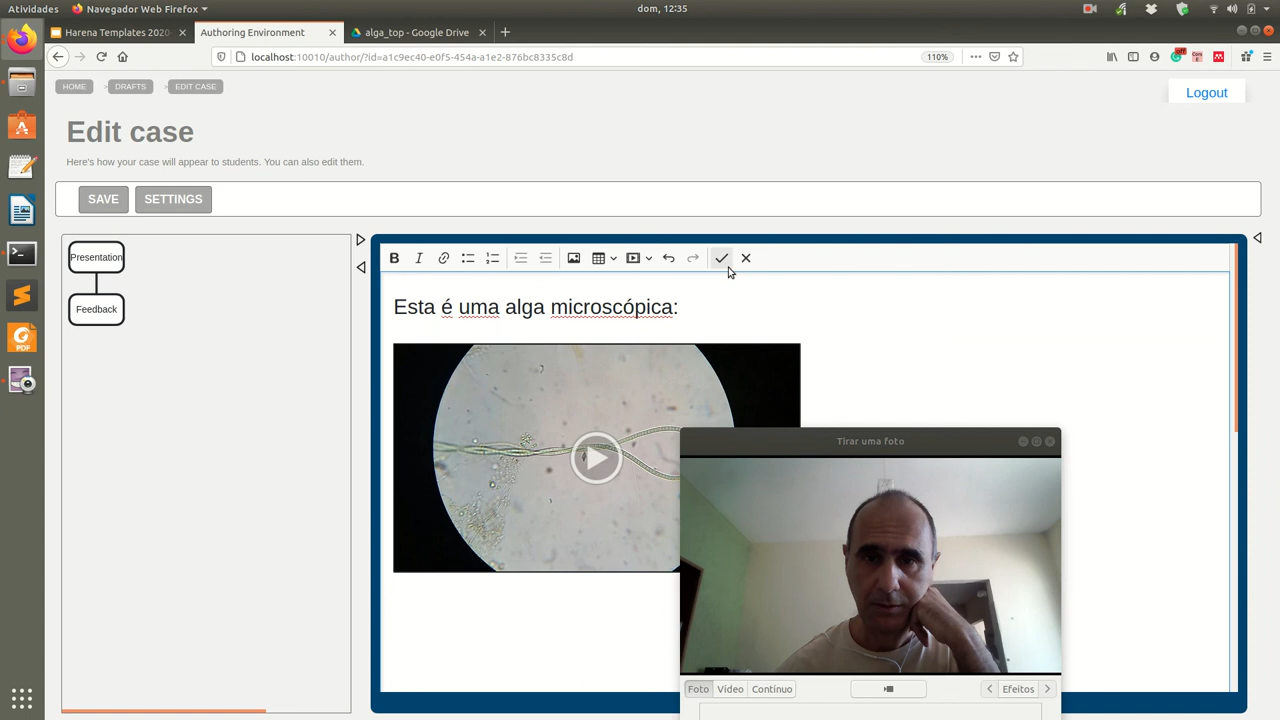 Atividades
Navegador Web Firefox
dom, 12:35
Harena Templates 2020-
Authoring Environment
alga_top - Google Drive
localhost:10010/author/?id=a1c9ec40-e0f5-454a-a1e2-876bc8335c8d
110%
HOME
DRAFTS
EDIT CASE
Logout
Edit case
Here's how your case will appear to students. You can also edit them.
SAVE
SETTINGS
Presentation
Feedback
Esta é uma alga microscópica:
Tirar uma foto
Foto
Vídeo
Contínuo
Efeitos
PDF